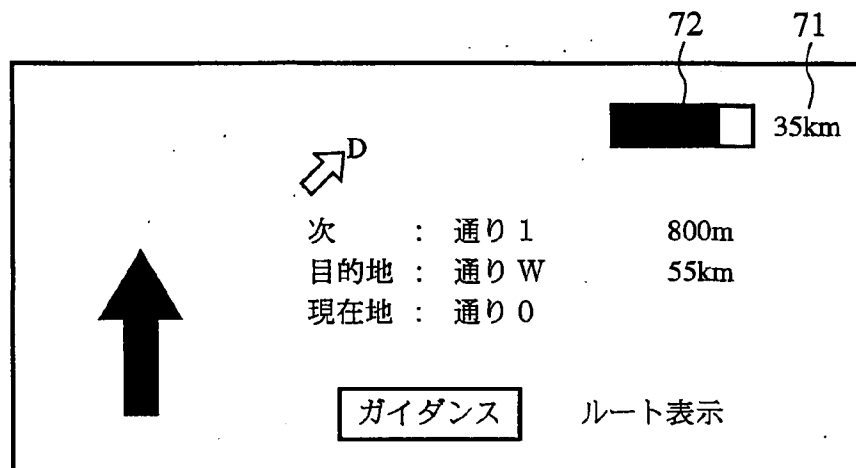 72 71
35km
D
次 : 通り 1 800m
目的地 : 通り W 55km
現在地 : 通り 0
ガイダンス ルート表示